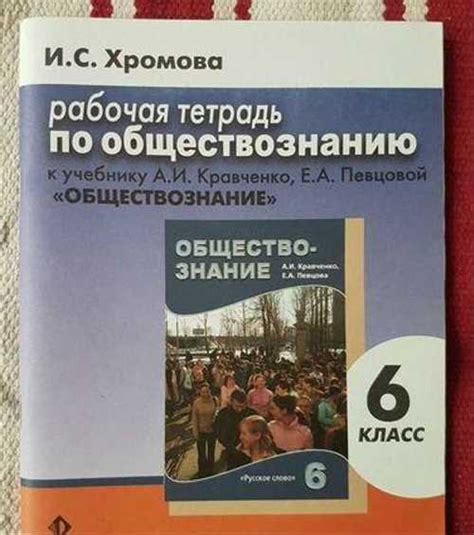 И.С. Хромова
рабочая тетрадь
по обществознанию
к учебнику А.И. Кравченко, Е.А. Певцовой
«ОБЩЕСТВОЗНАНИЕ»
ОБЩЕСТВО-
ЗНАНИЕ
А.И. Кравченко,
Е.А. Певцова
6
КЛАСС
«Русское слово»
6